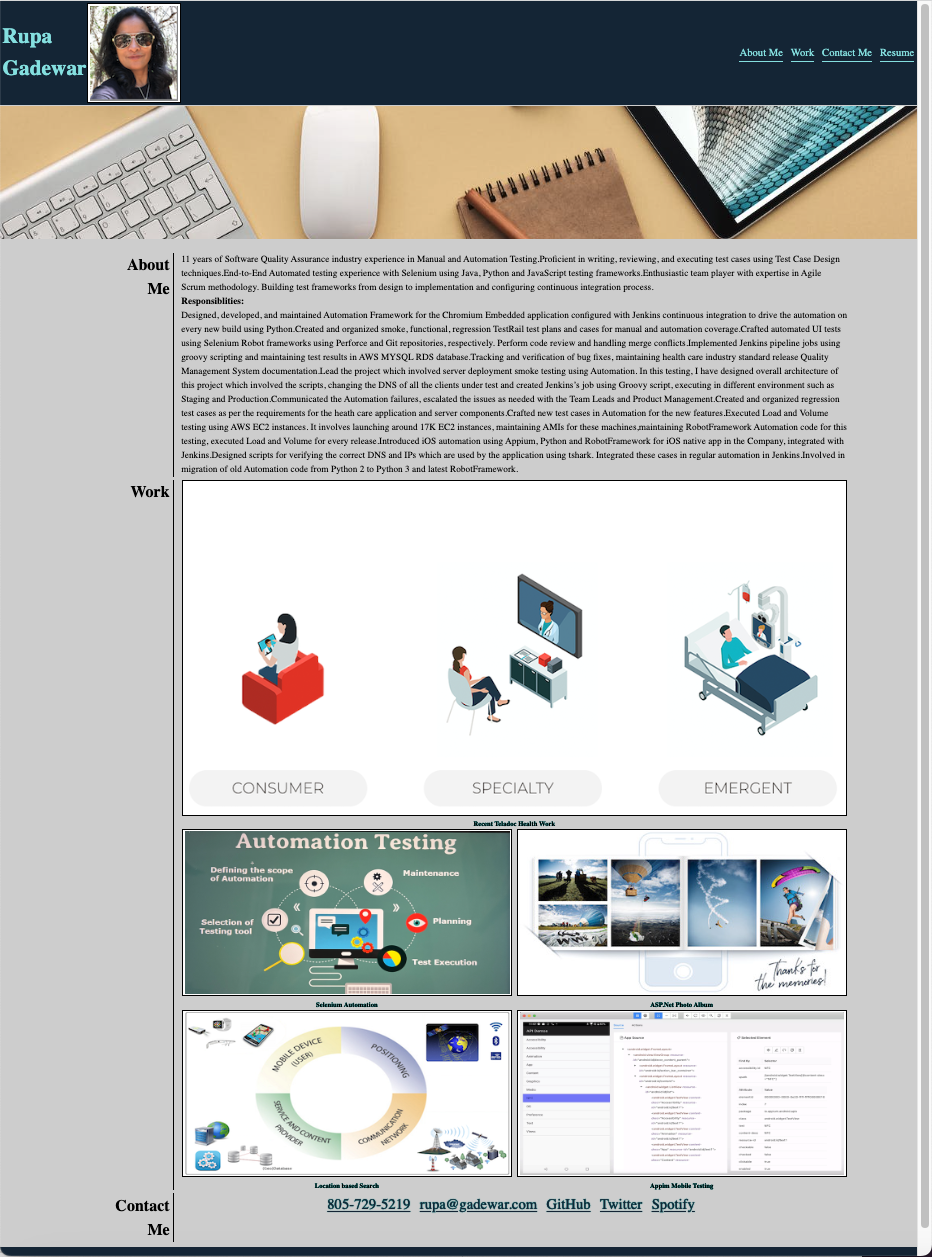 Rupa
Gadewar
About Me Work Contact Me Resume
About
Me
11 years of Software Quality Assurance industry experience in Manual and Automation Testing.Proficient in writing, reviewing, and executing test cases using Test Case Design
techniques.End-to-End Automated testing experience with Selenium using Java, Python and JavaScript testing frameworks.Enthusiastic team player with expertise in Agile
Scrum methodology. Building test frameworks from design to implementation and configuring continuous integration process.
Responsiblities:
Designed, developed, and maintained Automation Framework for the Chromium Embedded application configured with Jenkins continuous integration to drive the automation on
every new build using Python.Created and organized smoke, functional, regression TestRail test plans and cases for manual and automation coverage.Crafted automated UI tests
using Selenium Robot frameworks using Perforce and Git repositories, respectively. Perform code review and handling merge conflicts.Implemented Jenkins pipeline jobs using
groovy scripting and maintaining test results in AWS MYSQL RDS database.Tracking and verification of bug fixes, maintaining health care industry standard release Quality
Management System documentation.Lead the project which involved server deployment smoke testing using Automation. In this testing, I have designed overall architecture of
this project which involved the scripts, changing the DNS of all the clients under test and created Jenkins's job using Groovy script, executing in different environment such as
Staging and Production.Communicated the Automation failures, escalated the issues as needed with the Team Leads and Product Management.Created and organized regression
test cases as per the requirements for the heath care application and server components.Crafted new test cases in Automation for the new features.Executed Load and Volume
testing using AWS EC2 instances. It involves launching around 17K EC2 instances, maintaining AMIs for these machines,maintaining RobotFramework Automation code for this
testing, executed Load and Volume for every release.Introduced iOS automation using Appium, Python and RobotFramework for iOS native app in the Company, integrated with
Jenkins.Designed scripts for verifying the correct DNS and IPs which are used by the application using tshark. Integrated these cases in regular automation in Jenkins.Involved in
migration of old Automation code from Python 2 to Python 3 and latest RobotFramework.
Work
CONSUMER SPECIALTY EMERGENT
Recent Teladoc Health Work
Automation Testing
Defining the scope
of Automation
Maintenance
Selection of
Testing tool
Planning
Test Execution
Selenium Automation
Thanks for
the memories!
ASP.Net Photo Album
MOBILE DEVICE
(USER)
POSITIONING
SERVICE AND CONTENT
PROVIDER
COMMUNICATION
NETWORK
Location based Search
App Source
Selected Element
Appim Mobile Testing
Contact
Me
805-729-5219 rupa@gadewar.com GitHub Twitter Spotify